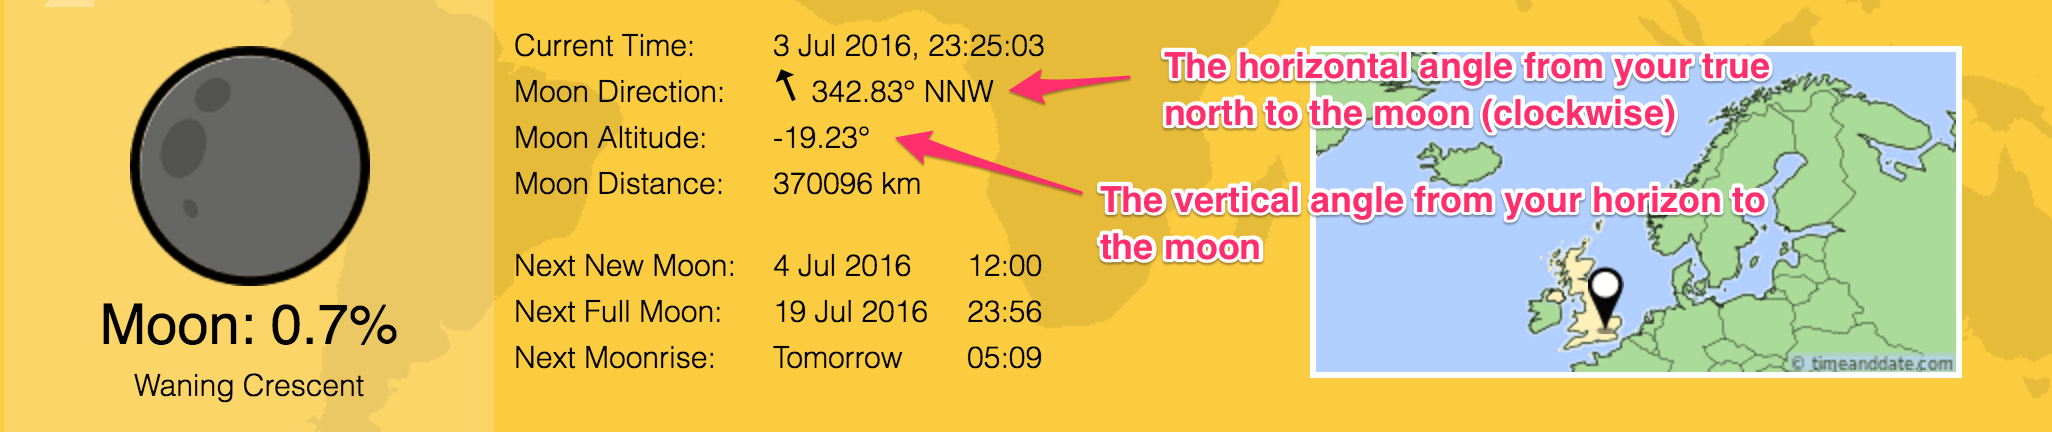 Moon: 0.7%
Waning Crescent
Current Time: 3 Jul 2016, 23:25:03
Moon Direction: 342.83° NNW
Moon Altitude: -19.23°
Moon Distance: 370096 km
Next New Moon: 4 Jul 2016 12:00
Next Full Moon: 19 Jul 2016 23:56
Next Moonrise: Tomorrow 05:09
The horizontal angle from your true
north to the moon (clockwise)
The vertical angle from your horizon to
the moon
© timeanddate.com